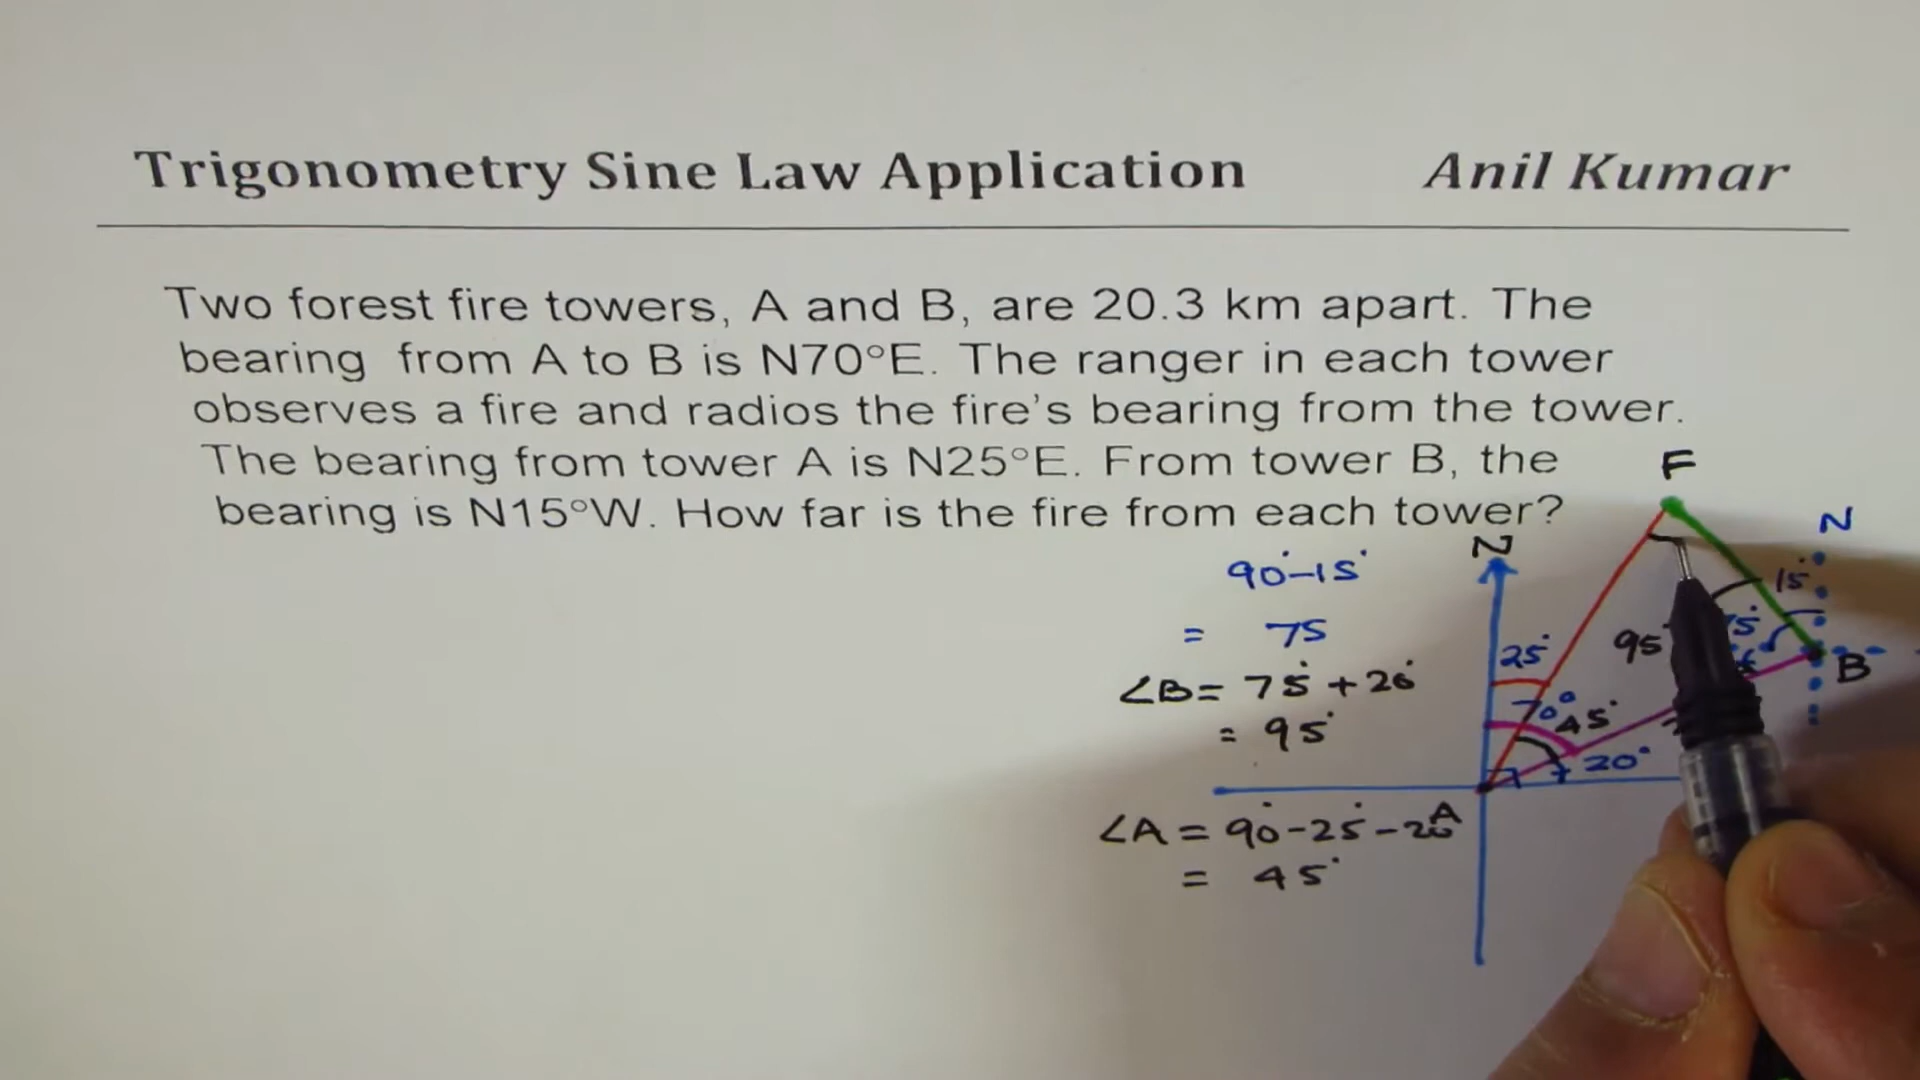 Trigonometry Sine Law Application Anil Kumar
Two forest fire towers, A and B, are 20.3 km apart. The
bearing from A to B is N70°E. The ranger in each tower
observes a fire and radios the fire's bearing from the tower.
The bearing from tower A is N25°E. From tower B, the
bearing is N15°W. How far is the fire from each tower?
F
N
N
90°-15°
= 75
∠B = 75° + 20°
= 95°
∠A = 90°-25°-20°
= 45°
15°
25°
95°
B
70°
45°
20°
A